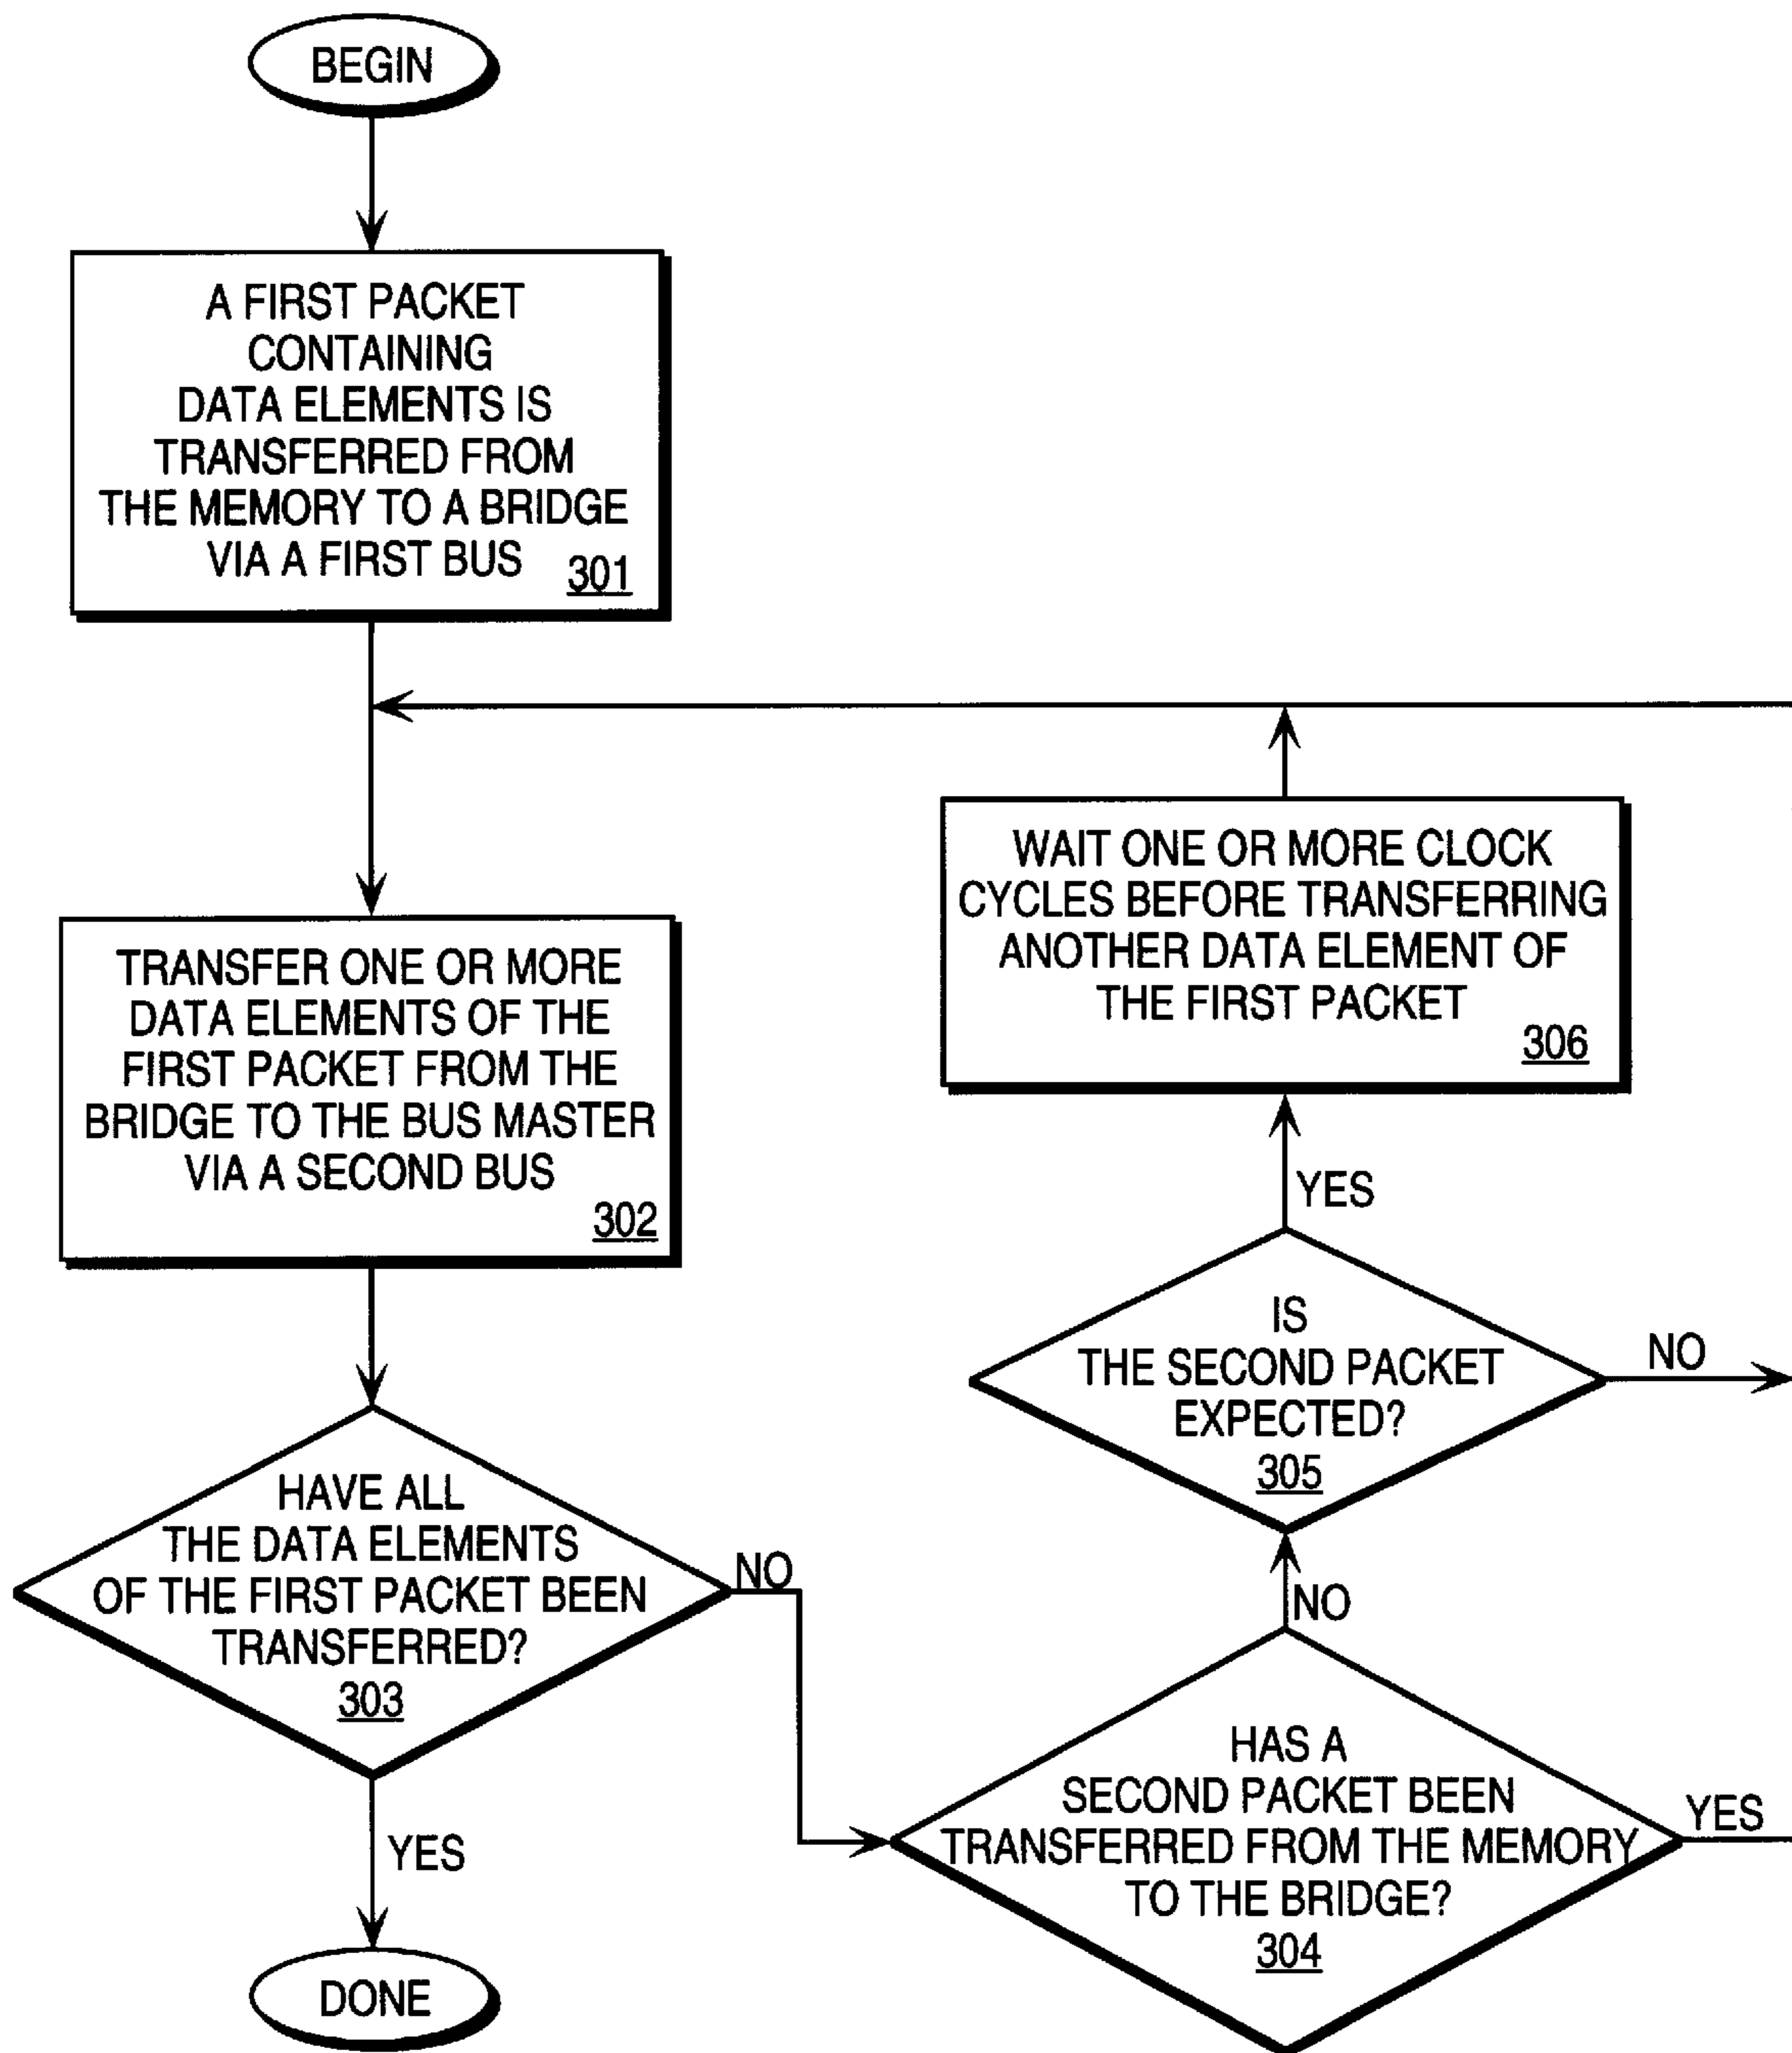 BEGIN
A FIRST PACKET
CONTAINING
DATA ELEMENTS IS
TRANSFERRED FROM
THE MEMORY TO A BRIDGE
VIA A FIRST BUS
301
TRANSFER ONE OR MORE
DATA ELEMENTS OF THE
FIRST PACKET FROM THE
BRIDGE TO THE BUS MASTER
VIA A SECOND BUS
302
HAVE ALL
THE DATA ELEMENTS
OF THE FIRST PACKET BEEN
TRANSFERRED?
303
NO
YES
DONE
HAS A
SECOND PACKET BEEN
TRANSFERRED FROM THE MEMORY
TO THE BRIDGE?
304
YES
NO
IS
THE SECOND PACKET
EXPECTED?
305
NO
YES
WAIT ONE OR MORE CLOCK
CYCLES BEFORE TRANSFERRING
ANOTHER DATA ELEMENT OF
THE FIRST PACKET
306